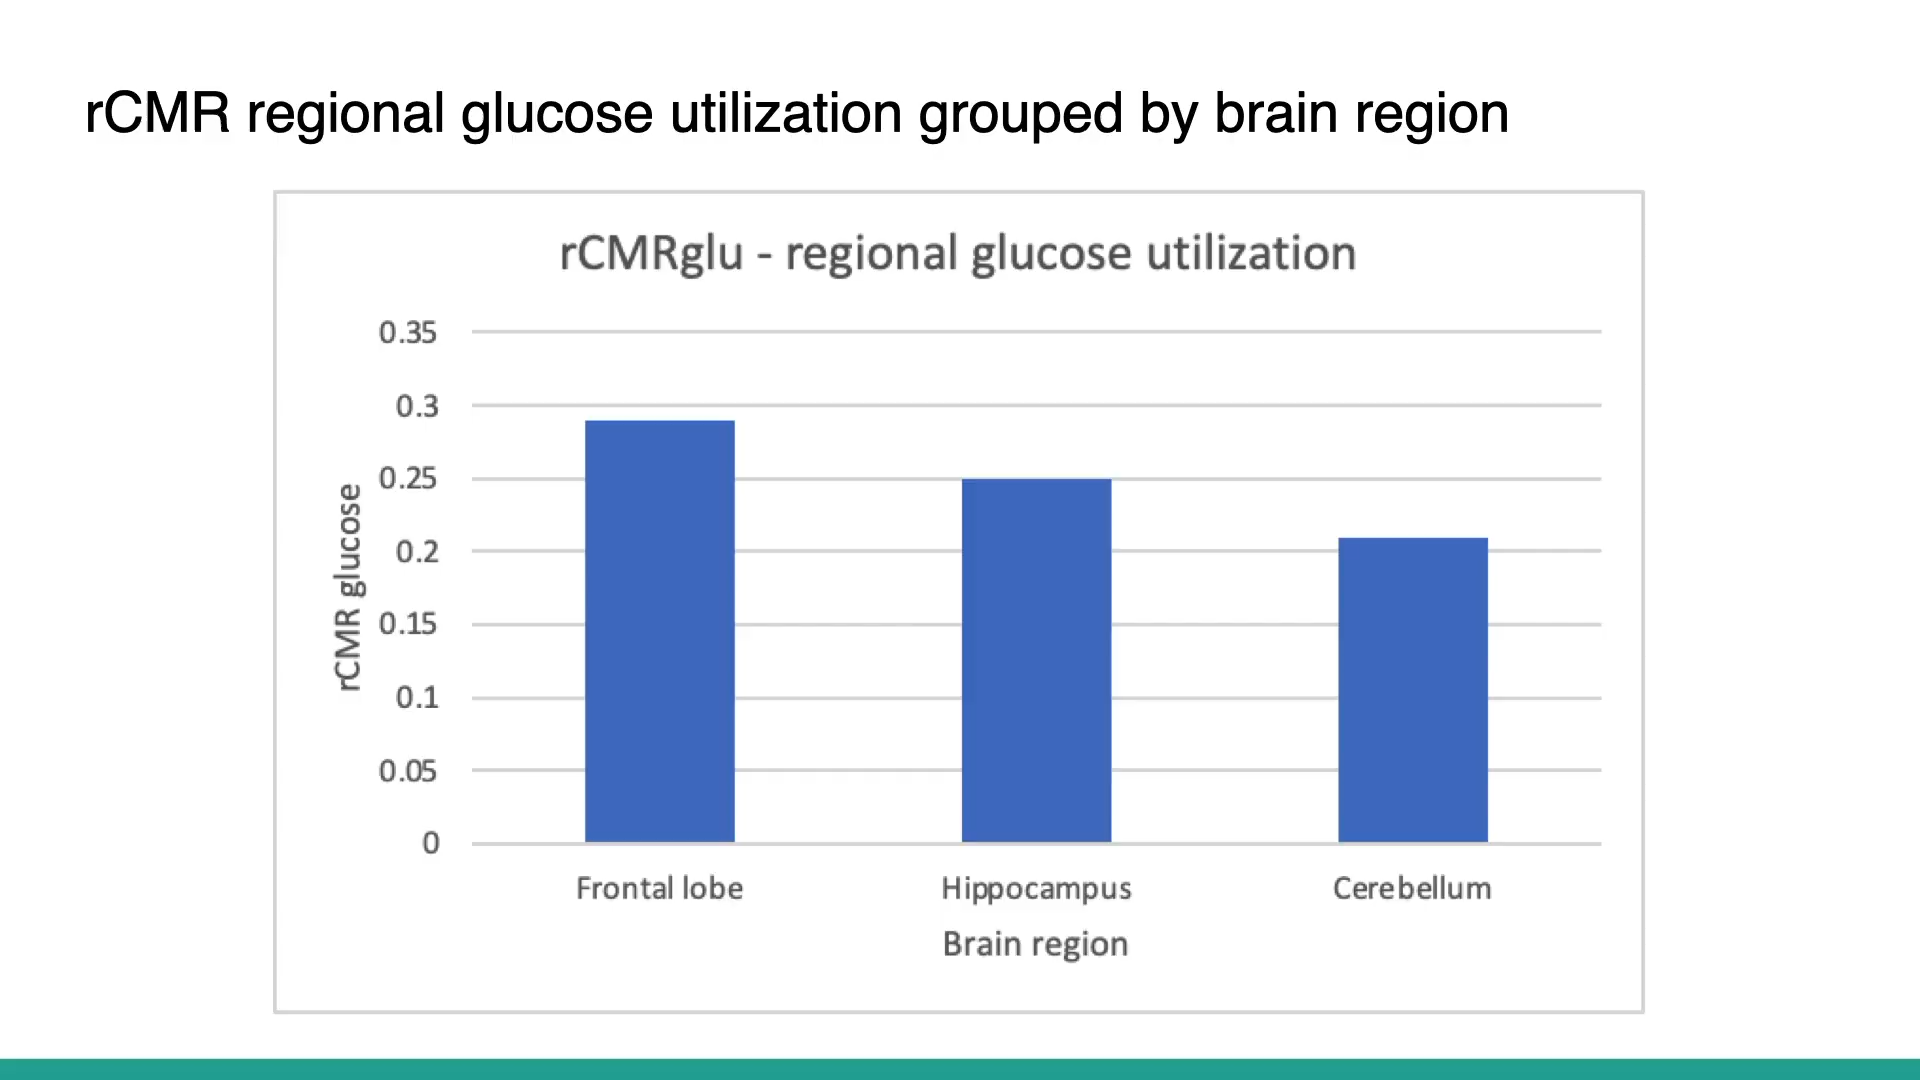 rCMR regional glucose utilization grouped by brain region
rCMRglu - regional glucose utilization
0.35
0.3
0.25
0.2
0.15
0.1
0.05
0
rCMR glucose
Frontal lobe Hippocampus Cerebellum
Brain region